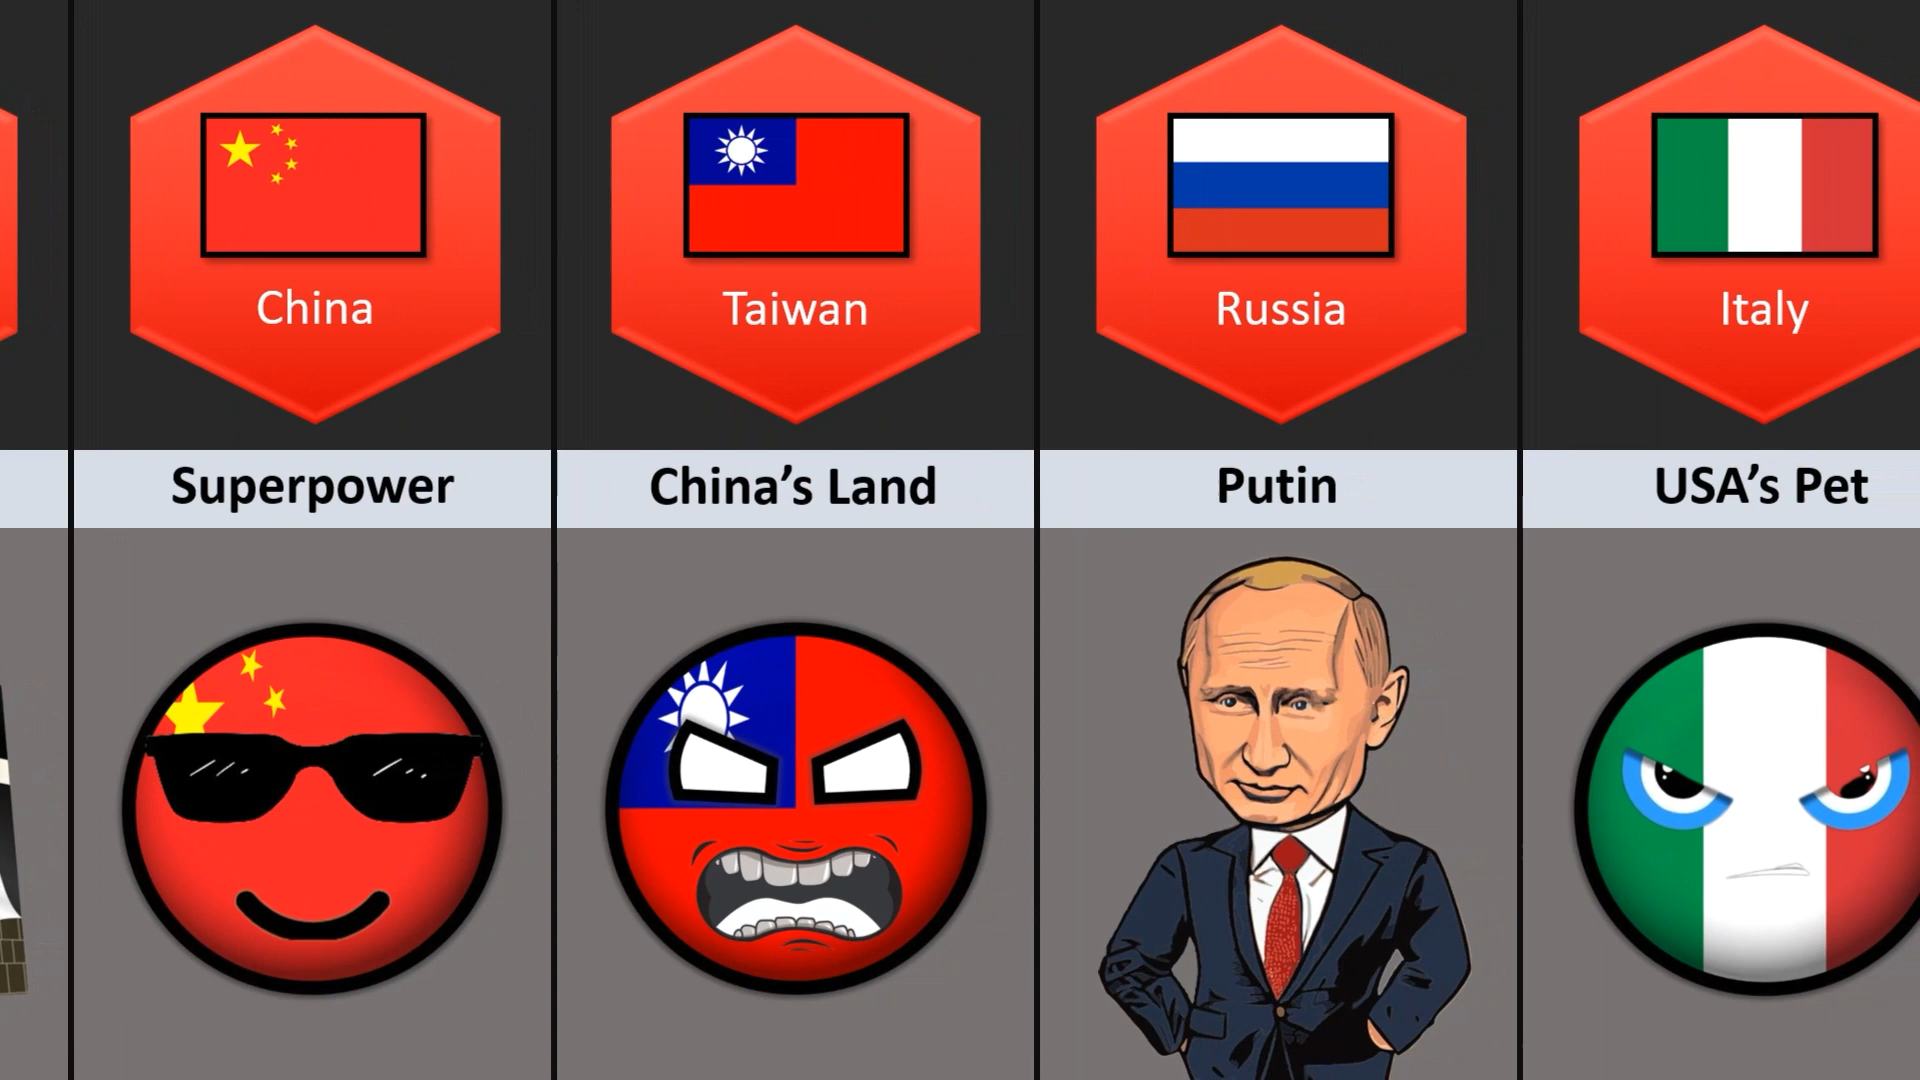 China
Taiwan
Russia
Italy
Superpower
China's Land
Putin
USA's Pet